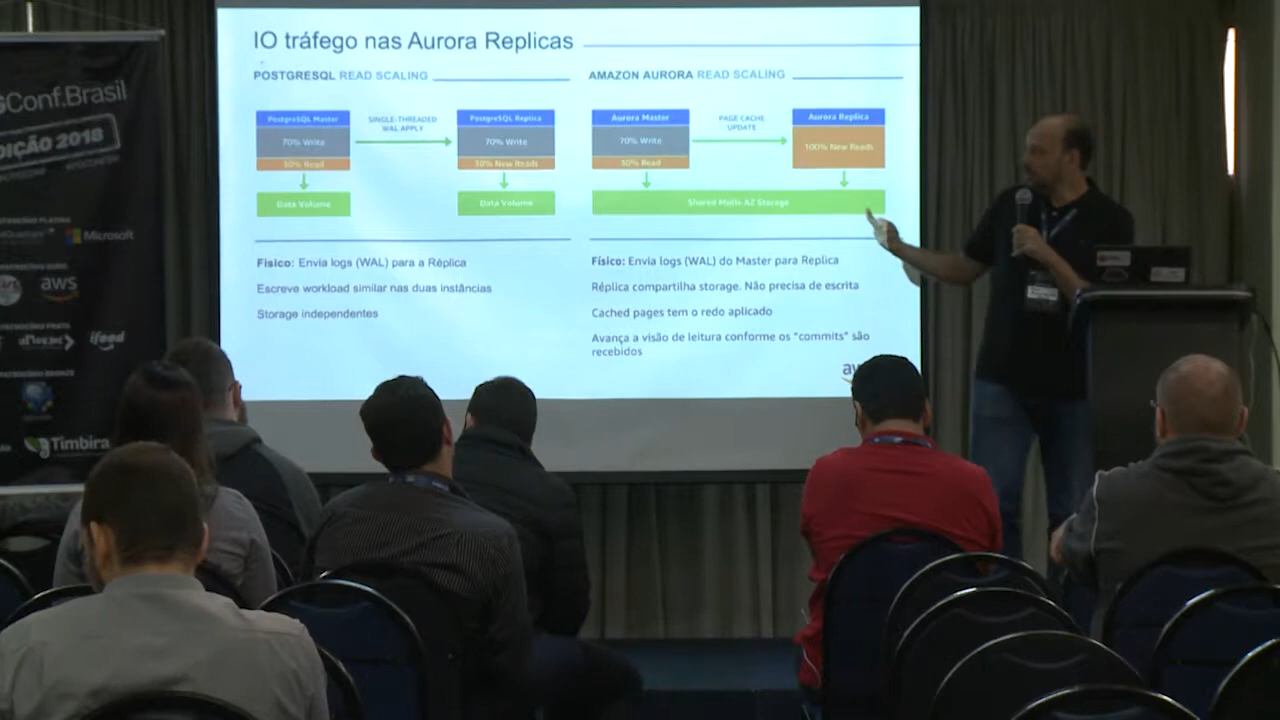 IO tráfego nas Aurora Replicas
POSTGRESQL READ SCALING
PostgreSQL Master
70% Write
30% Read
Data Volume
SINGLE-THREADED
WAL APPLY
PostgreSQL Replica
70% Write
30% New Reads
Data Volume
Físico: Envia logs (WAL) para a Réplica
Escreve workload similar nas duas instâncias
Storage independentes
AMAZON AURORA READ SCALING
Aurora Master
70% Write
30% Read
PAGE CACHE
UPDATE
Aurora Replica
100% New Reads
Shared Multi-AZ Storage
Físico: Envia logs (WAL) do Master para Replica
Réplica compartilha storage. Não precisa de escrita
Cached pages tem o redo aplicado
Avança a visão de leitura conforme os "commits" são
recebidos
Conf.Brasil
DIÇÃO 2018
Microsoft
aws
ifood
Timbira